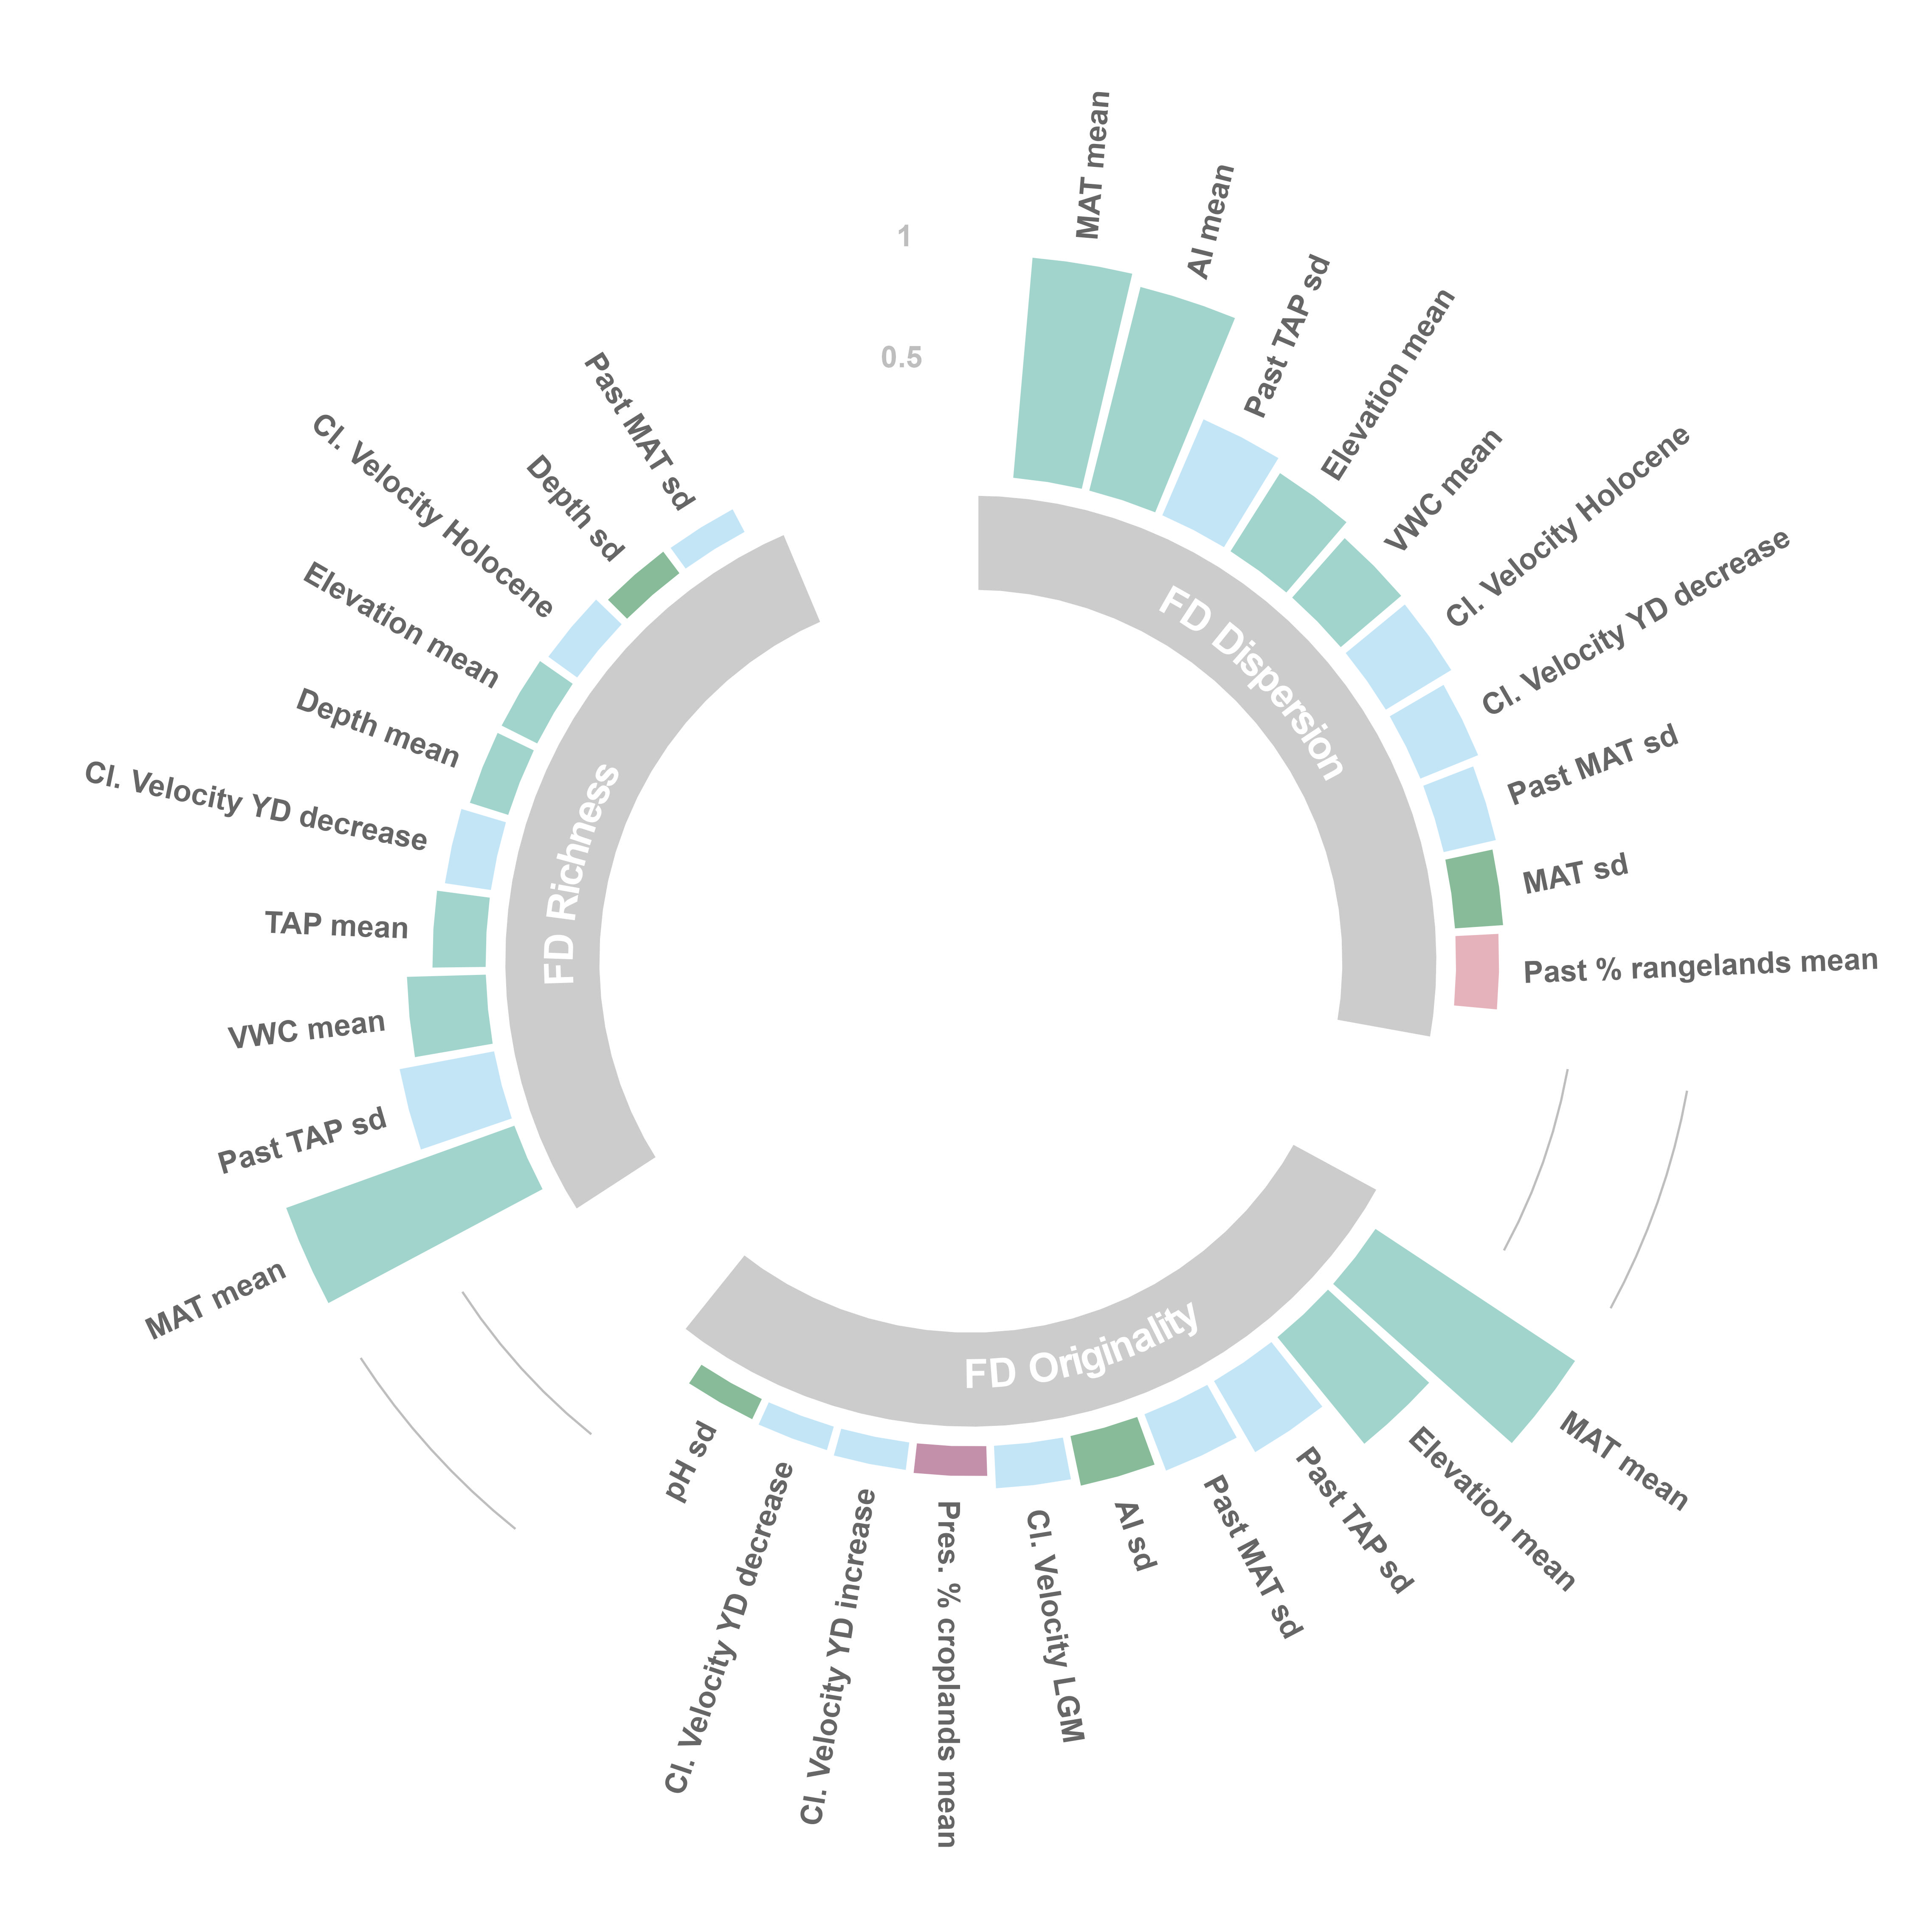 1
0.5
FD Dispersion
MAT mean
AI mean
Past TAP sd
Elevation mean
VWC mean
Cl. Velocity Holocene
Cl. Velocity YD decrease
Past MAT sd
MAT sd
Past % rangelands mean
FD Originality
MAT mean
Elevation mean
Past TAP sd
Past MAT sd
AI sd
Cl. Velocity LGM
Pres. % croplands mean
Cl. Velocity YD increase
Cl. Velocity YD decrease
pH sd
FD Richness
MAT mean
Past TAP sd
VWC mean
TAP mean
Cl. Velocity YD decrease
Depth mean
Elevation mean
Cl. Velocity Holocene
Depth sd
Past MAT sd